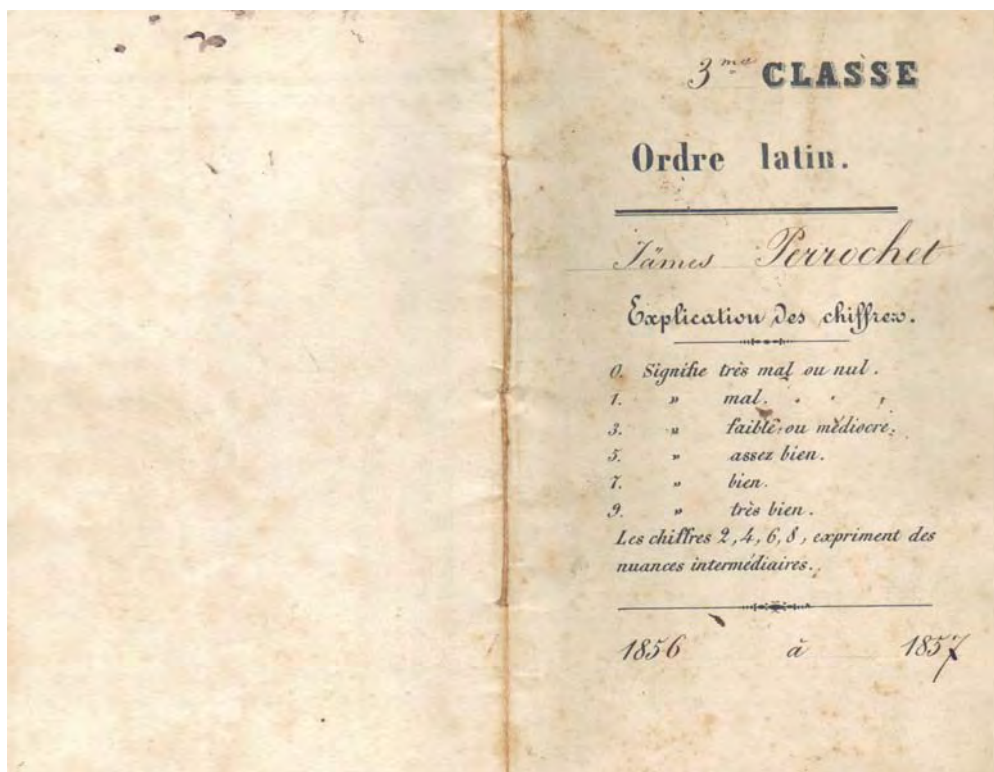 3me CLASSE
Ordre latin.
Jämes Perrochet
Explication des chiffres.
0. Signifie très mal ou nul.
1. " mal.
3. " faible ou médiocre.
5. " assez bien.
7. " bien.
9. " très bien.
Les chiffres 2, 4, 6, 8, expriment des
nuances intermédiaires.
1856 à 1857